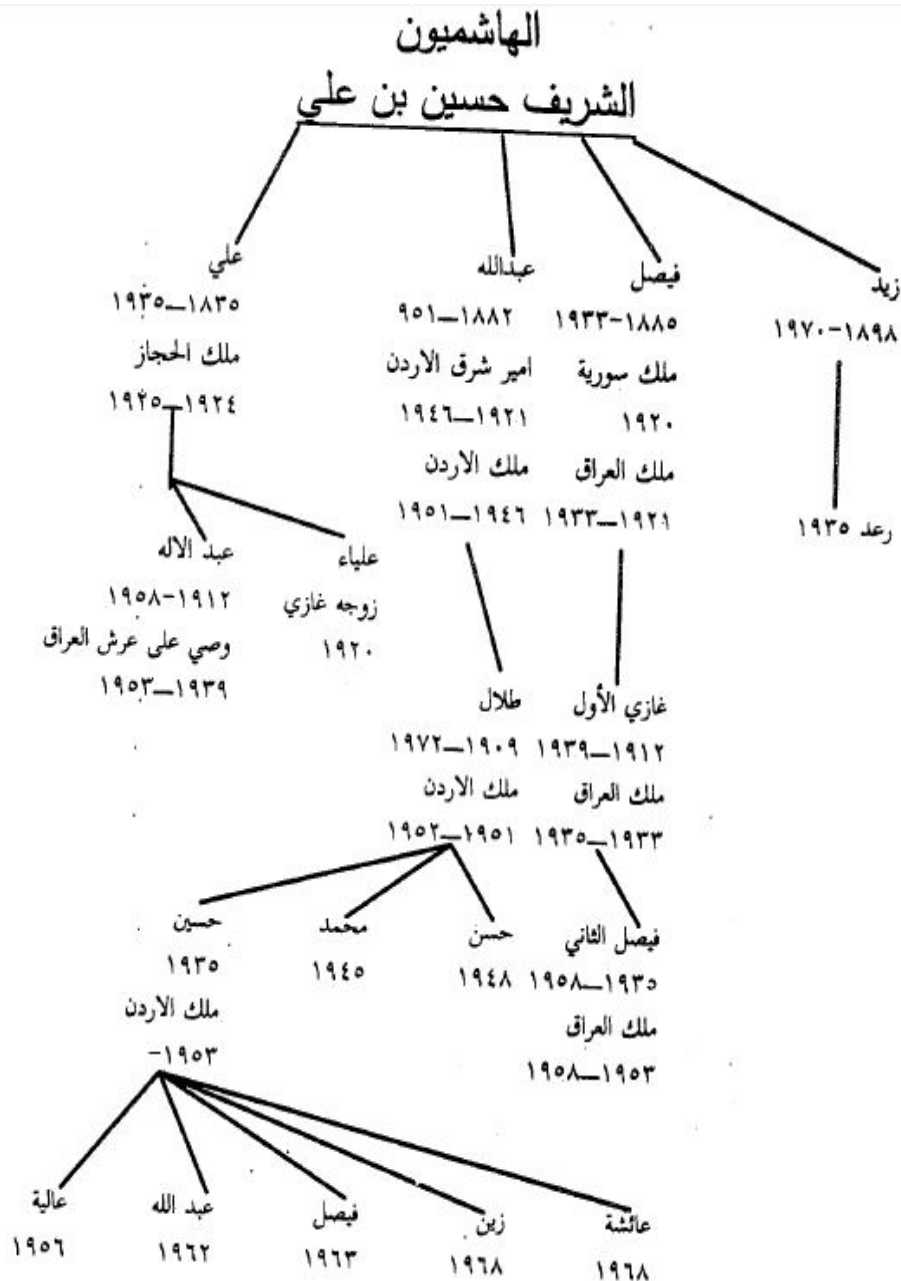 الهاشميون
الشريف حسين بن علي
زيد
١٨٩٨-١٩٧٠
رعد ١٩٣٥
فيصل
١٨٨٥-١٩٣٣
ملك سورية
١٩٢٠
ملك العراق
١٩٢١—١٩٣٣
عبدالله
١٨٨٢—٩٥١
امير شرق الاردن
١٩٢١—١٩٤٦
ملك الاردن
١٩٤٦—١٩٥١
علي
١٨٣٥—١٩٣٥
ملك الحجاز
١٩٢٤—١٩٢٥
علياء
زوجه غازي
١٩٢٠
عبد الاله
١٩١٢-١٩٥٨
وصي على عرش العراق
١٩٣٩—١٩٥٣
غازي الأول
١٩١٢—١٩٣٩
ملك العراق
١٩٣٣—١٩٣٥
طلال
١٩٠٩—١٩٧٢
ملك الاردن
١٩٥١—١٩٥٢
فيصل الثاني
١٩٣٥—١٩٥٨
ملك العراق
١٩٥٣—١٩٥٨
حسن
١٩٤٨
محمد
١٩٤٥
حسين
١٩٣٥
ملك الاردن
١٩٥٣-
عائشة
١٩٦٨
زين
١٩٦٨
فيصل
١٩٦٣
عبد الله
١٩٦٢
عالية
١٩٥٦